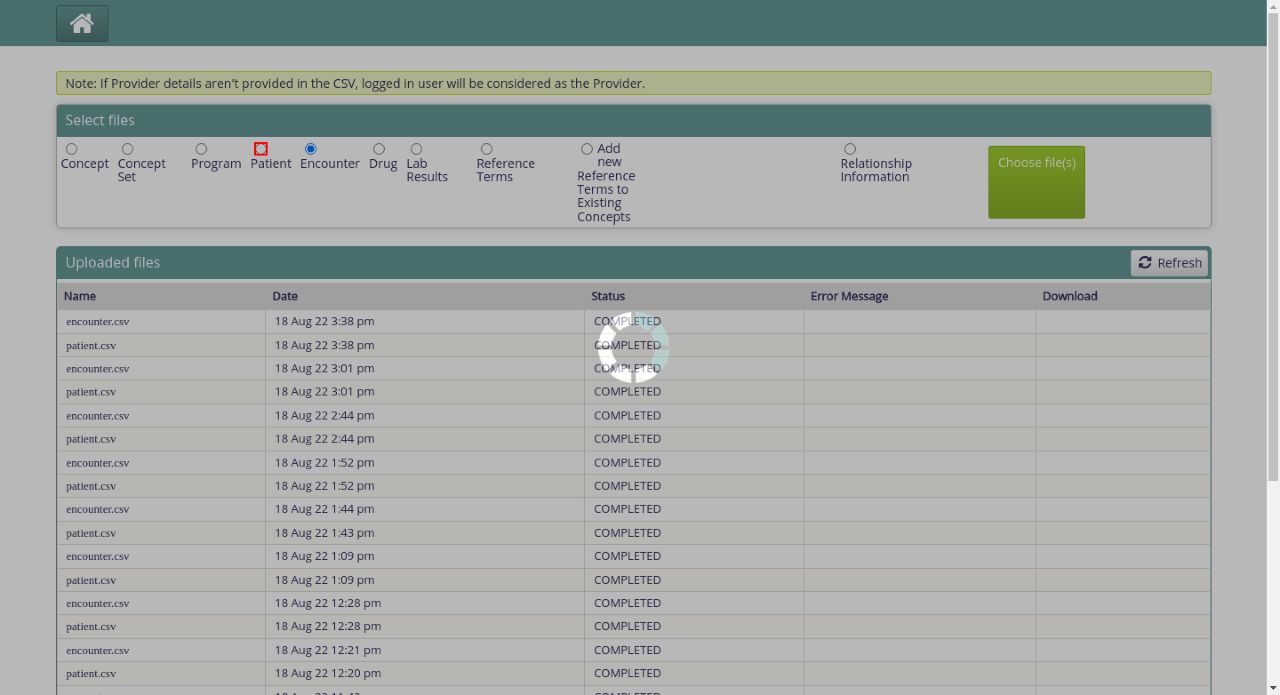 Note: If Provider details aren't provided in the CSV, logged in user will be considered as the Provider.
Select files
Concept
Concept
Set
Program
Patient
Encounter
Drug
Lab
Results
Reference
Terms
Add
new
Reference
Terms to
Existing
Concepts
Relationship
Information
Choose file(s)
Uploaded files
Refresh
Name Date Status Error Message Download
encounter.csv 18 Aug 22 3:38 pm COMPLETED
patient.csv 18 Aug 22 3:38 pm COMPLETED
encounter.csv 18 Aug 22 3:01 pm COMPLETED
patient.csv 18 Aug 22 3:01 pm COMPLETED
encounter.csv 18 Aug 22 2:44 pm COMPLETED
patient.csv 18 Aug 22 2:44 pm COMPLETED
encounter.csv 18 Aug 22 1:52 pm COMPLETED
patient.csv 18 Aug 22 1:52 pm COMPLETED
encounter.csv 18 Aug 22 1:44 pm COMPLETED
patient.csv 18 Aug 22 1:43 pm COMPLETED
encounter.csv 18 Aug 22 1:09 pm COMPLETED
patient.csv 18 Aug 22 1:09 pm COMPLETED
encounter.csv 18 Aug 22 12:28 pm COMPLETED
patient.csv 18 Aug 22 12:28 pm COMPLETED
encounter.csv 18 Aug 22 12:21 pm COMPLETED
patient.csv 18 Aug 22 12:20 pm COMPLETED